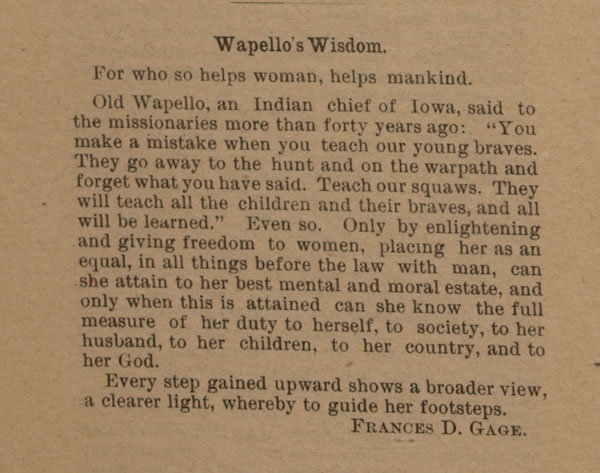 Wapello's Wisdom.
For who so helps woman, helps mankind.
Old Wapello, an Indian chief of Iowa, said to
the missionaries more than forty years ago: "You
make a mistake when you teach our young braves.
They go away to the hunt and on the warpath and
forget what you have said. Teach our squaws. They
will teach all the children and their braves, and all
will be learned." Even so. Only by enlightening
and giving freedom to women, placing her as an
equal, in all things before the law with man, can
she attain to her best mental and moral estate, and
only when this is attained can she know the full
measure of her duty to herself, to society, to her
husband, to her children, to her country, and to
her God.
Every step gained upward shows a broader view,
a clearer light, whereby to guide her footsteps.
FRANCES D. GAGE.